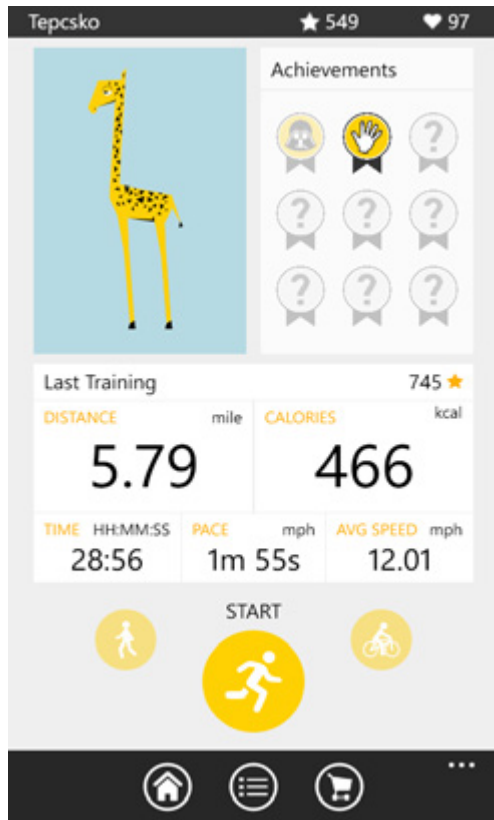 Tepcsko ★ 549 ♥ 97
Achievements
? 
? ? ?
? ? ?
Last Training 745 ★
DISTANCE mile CALORIES kcal
5.79 466
TIME HH:MM:SS PACE mph AVG SPEED mph
28:56 1m 55s 12.01
START
...